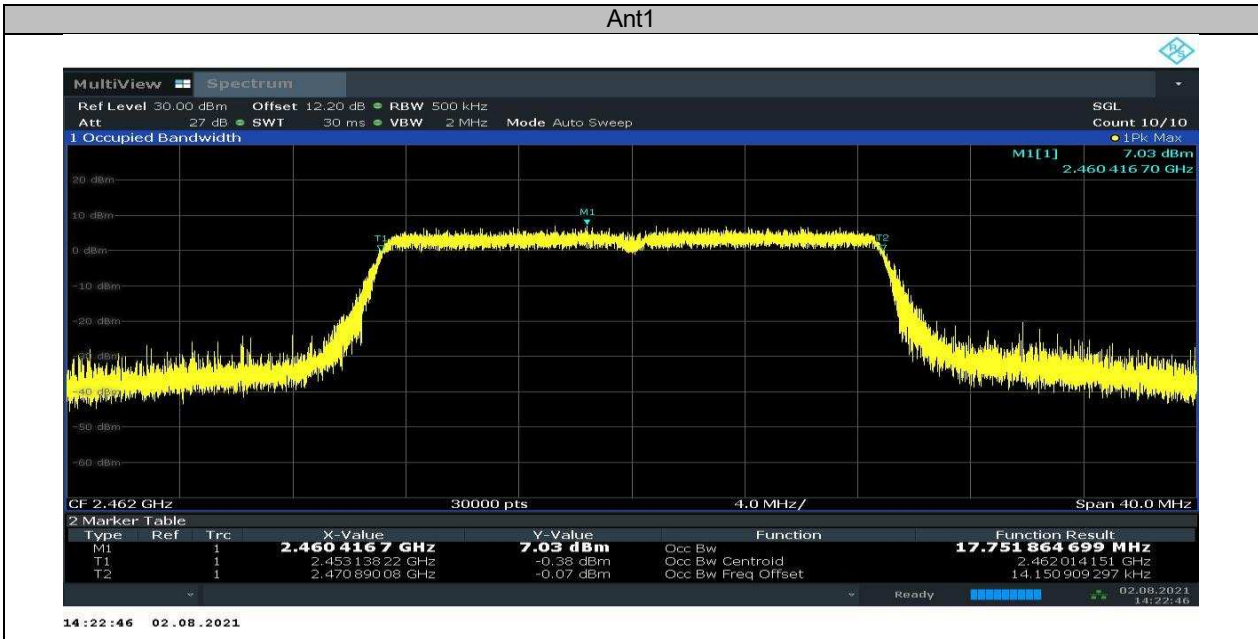 Ant1
R S
MultiView Spectrum
Ref Level 30.00 dBm Offset 12.20 dB RBW 500 kHz SGL
Att 27 dB SWT 30 ms VBW 2 MHz Mode Auto Sweep Count 10/10
1 Occupied Bandwidth 1Pk Max
M1[1] 7.03 dBm
2.460 416 70 GHz
20 dBm
10 dBm
M1
T1
T2
0 dBm
-10 dBm
-20 dBm
-40 dBm
-50 dBm
-60 dBm
CF 2.462 GHz 30000 pts 4.0 MHz/ Span 40.0 MHz
2 Marker Table
Type Ref Trc X-Value Y-Value Function Function Result
M1 1 2.460 416 7 GHz 7.03 dBm Occ Bw 17.751 864 699 MHz
T1 1 2.453 138 22 GHz -0.38 dBm Occ Bw Centroid 2.462 014 151 GHz
T2 1 2.470 890 08 GHz -0.07 dBm Occ Bw Freq Offset 14.150 909 297 kHz
Ready 02.08.2021
14:22:46
14:22:46 02.08.2021